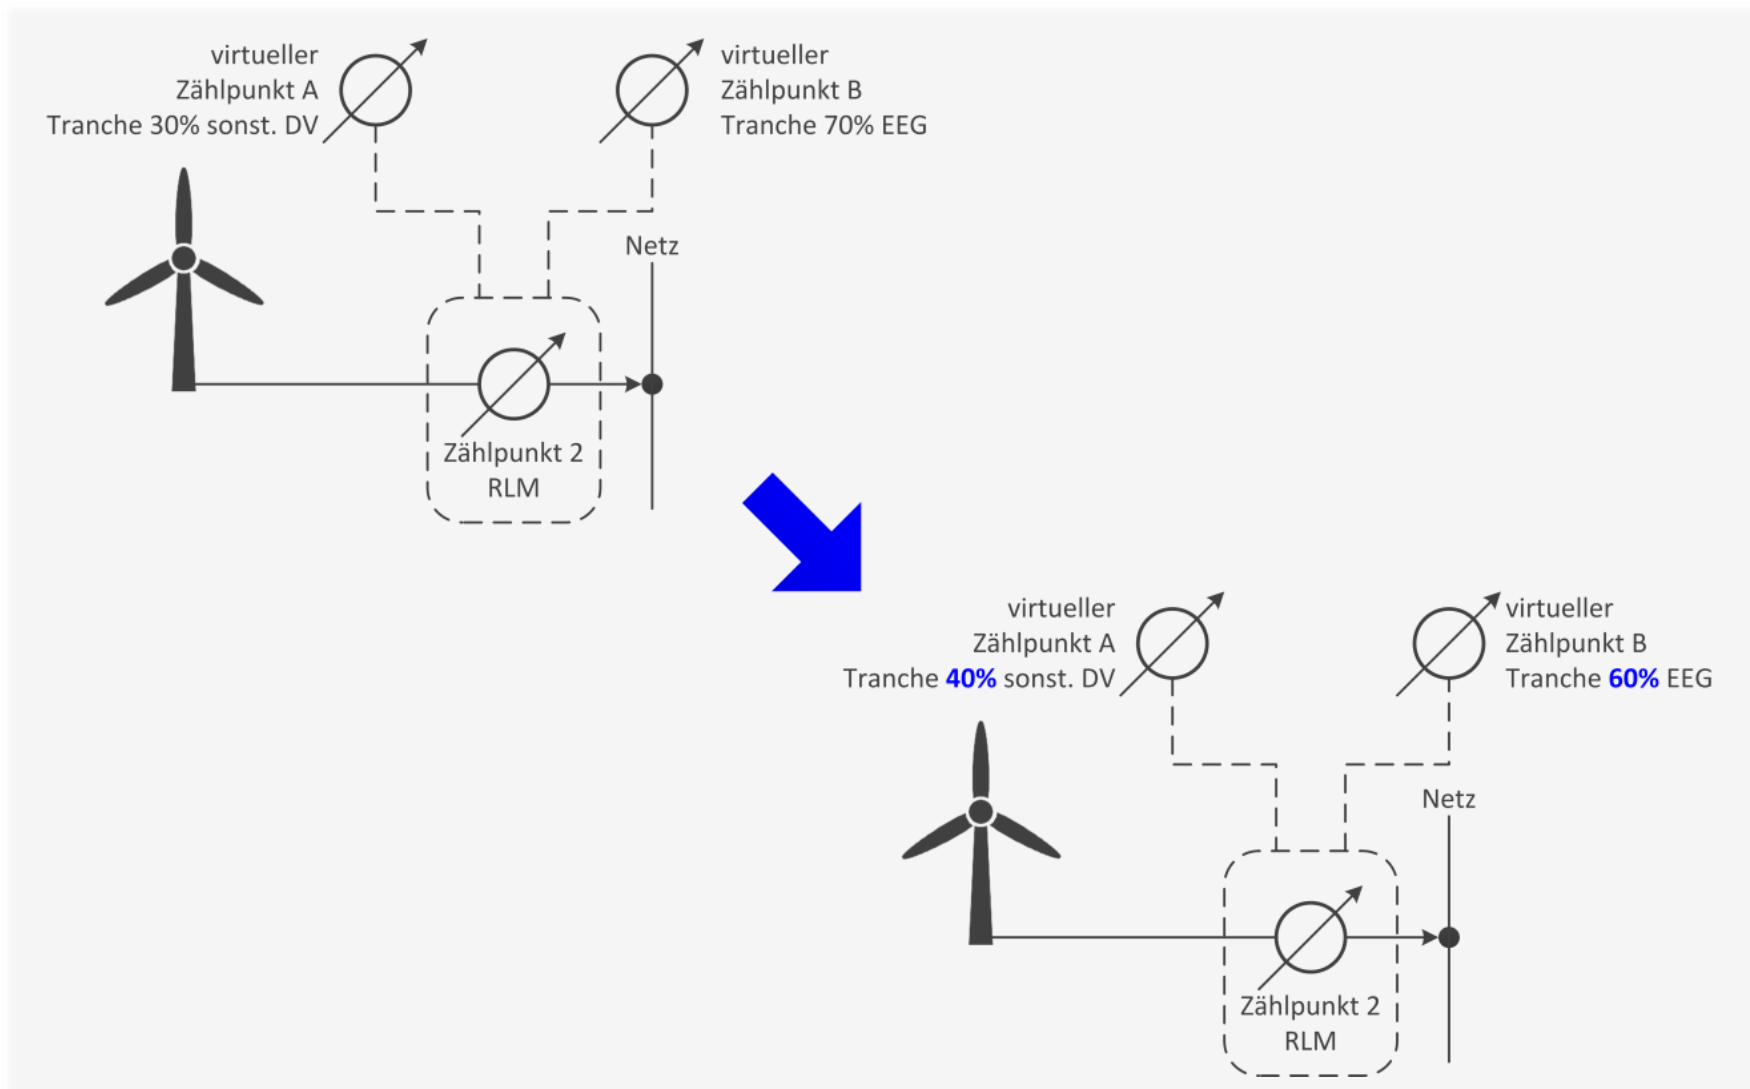 virtueller
Zählpunkt A
Tranche 30% sonst. DV
virtueller
Zählpunkt B
Tranche 70% EEG
Netz
Zählpunkt 2
RLM
virtueller
Zählpunkt A
Tranche 40% sonst. DV
virtueller
Zählpunkt B
Tranche 60% EEG
Netz
Zählpunkt 2
RLM